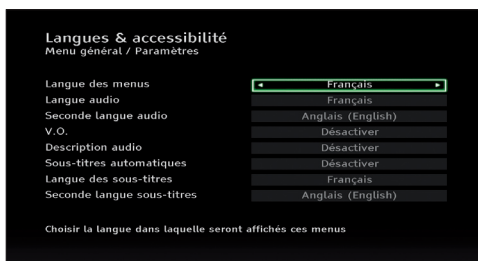 Langues & accessibilité
Menu général / Paramètres
Langue des menus Français
Langue audio Français
Seconde langue audio Anglais (English)
V.O. Désactiver
Description audio Désactiver
Sous-titres automatiques Désactiver
Langue des sous-titres Français
Seconde langue sous-titres Anglais (English)
Choisir la langue dans laquelle seront affichés ces menus